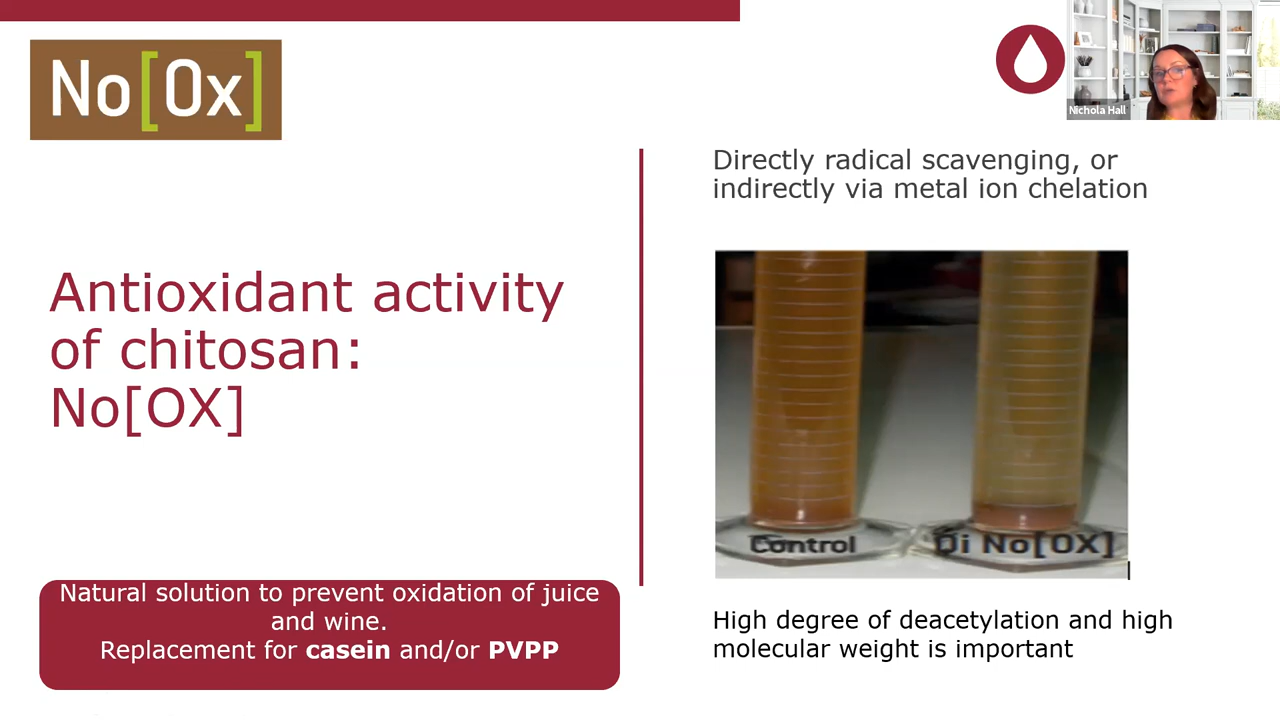 No[Ox]
Nichola Hall
Directly radical scavenging, or
indirectly via metal ion chelation
Antioxidant activity
of chitosan:
No[OX]
Control
Di No[OX]
Natural solution to prevent oxidation of juice
and wine.
Replacement for casein and/or PVPP
High degree of deacetylation and high
molecular weight is important